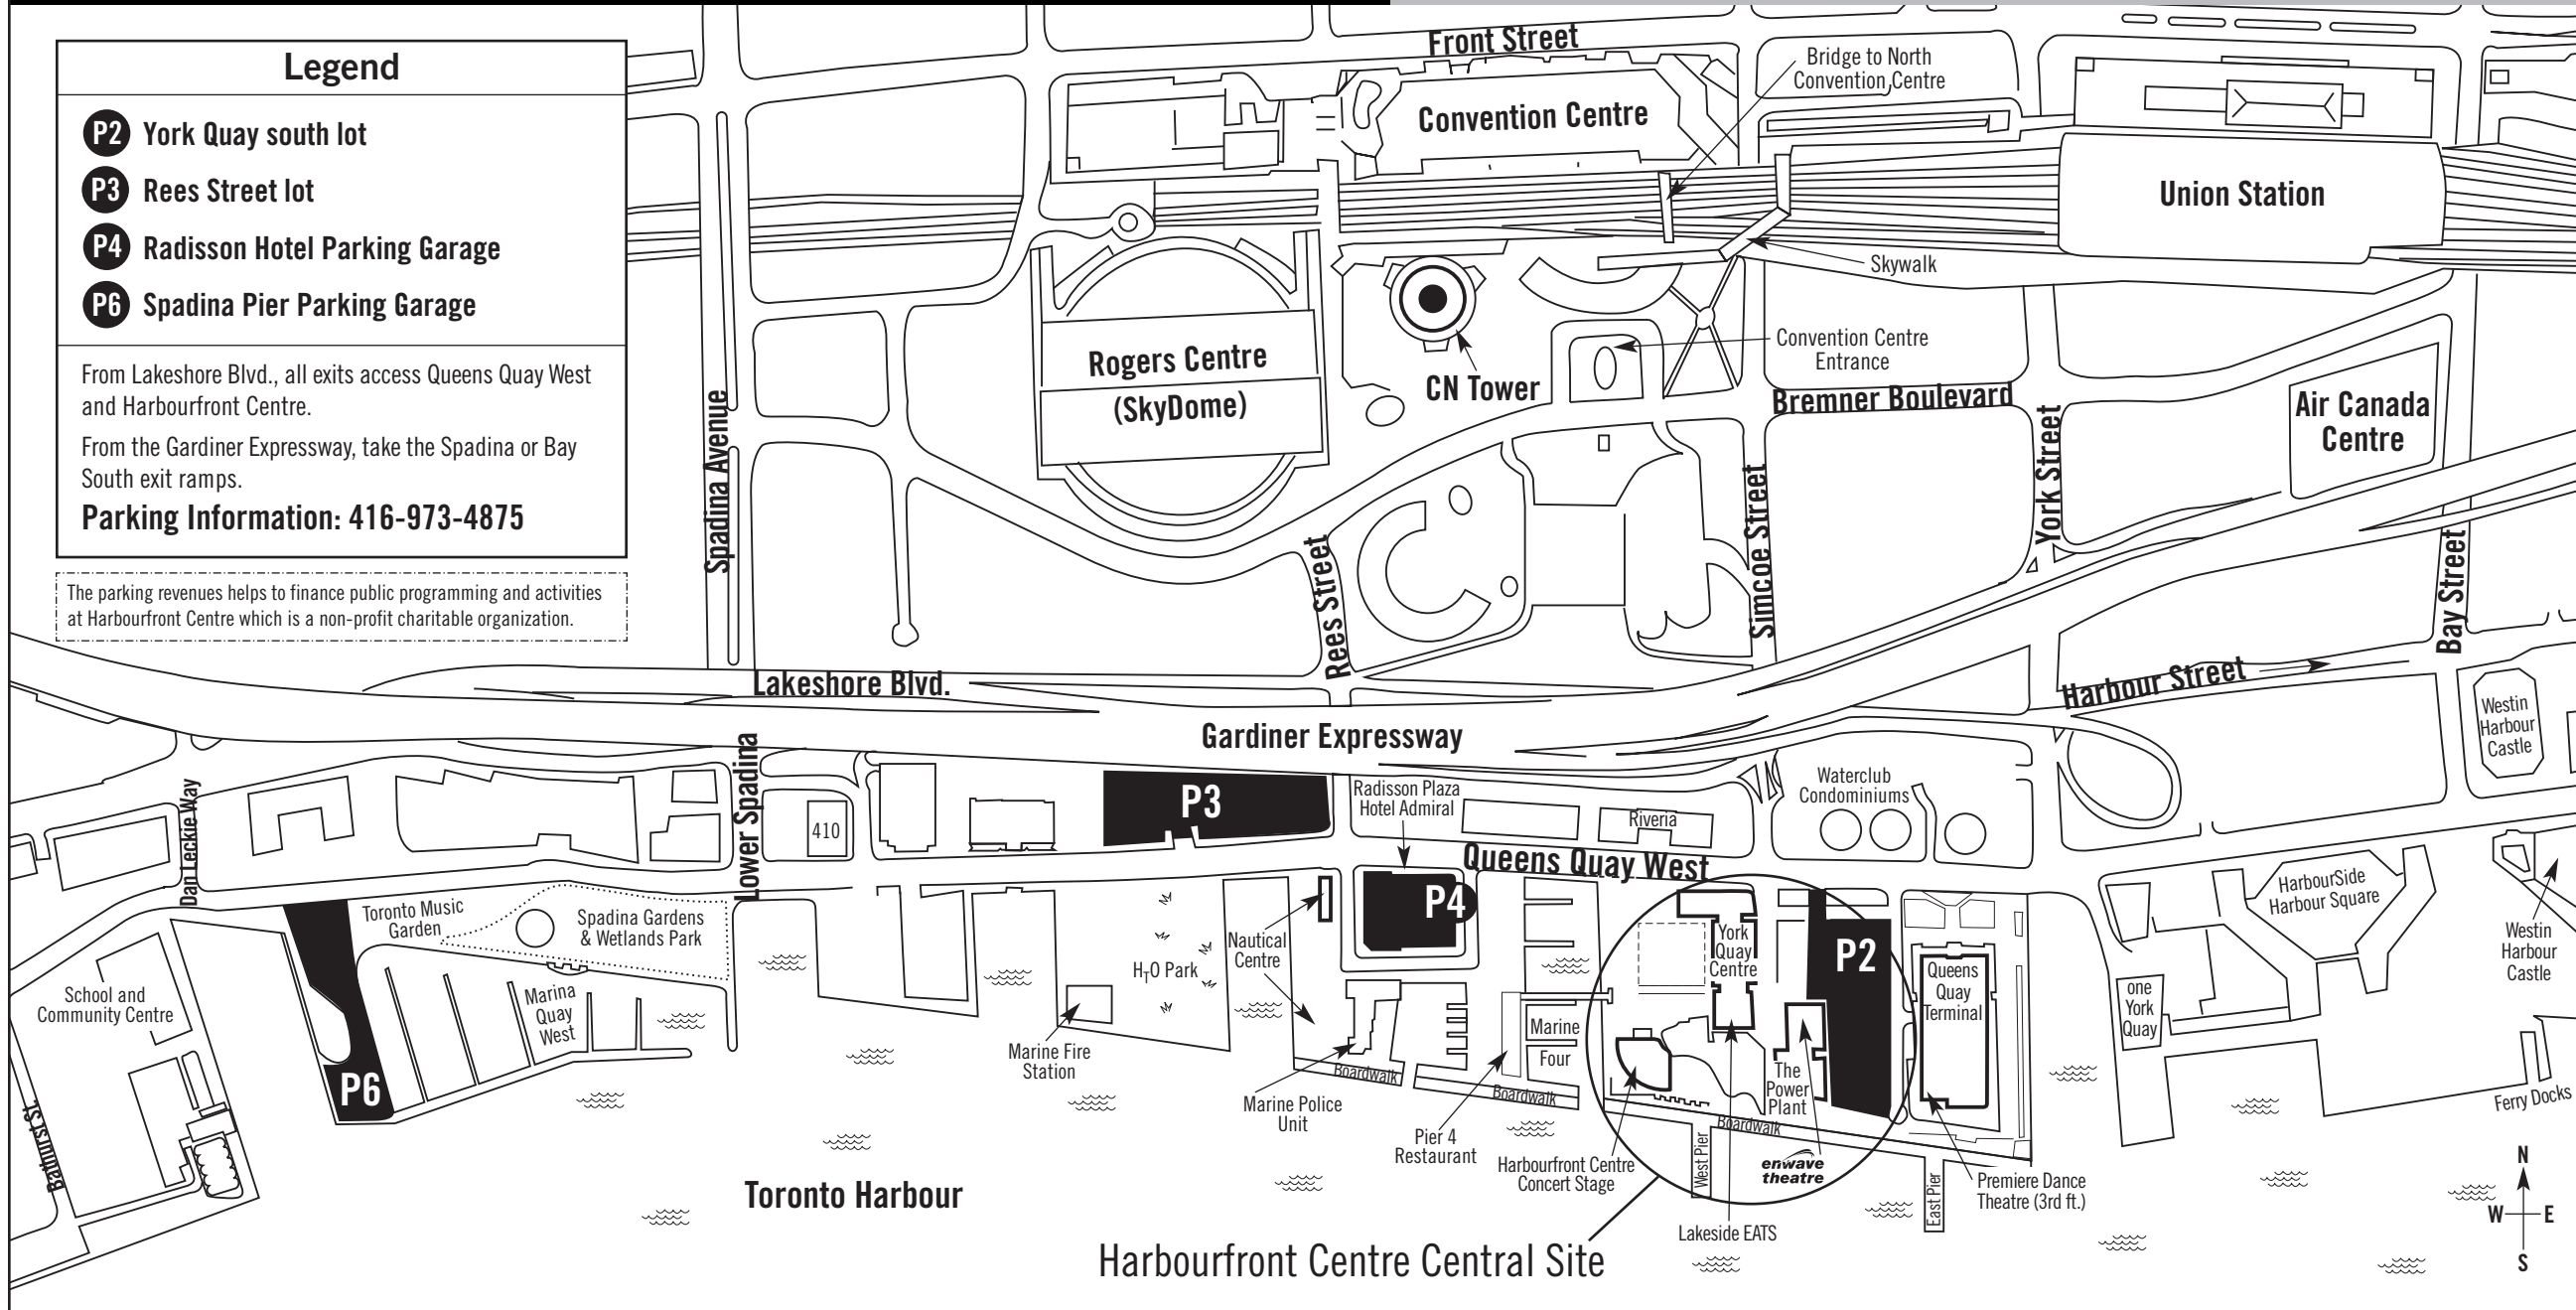 Legend
P2 York Quay south lot
P3 Rees Street lot
P4 Radisson Hotel Parking Garage
P6 Spadina Pier Parking Garage
From Lakeshore Blvd., all exits access Queens Quay West
and Harbourfront Centre.
From the Gardiner Expressway, take the Spadina or Bay
South exit ramps.
Parking Information: 416-973-4875
The parking revenues helps to finance public programming and activities
at Harbourfront Centre which is a non-profit charitable organization.
Front Street
Bridge to North
Convention Centre
Convention Centre
Union Station
Skywalk
Convention Centre
Entrance
Rogers Centre
(SkyDome)
CN Tower
Bremner Boulevard
Air Canada
Centre
Spadina Avenue
Rees Street
Simcoe Street
York Street
Bay Street
Lakeshore Blvd.
Harbour Street
Gardiner Expressway
Westin
Harbour
Castle
Dan Leckie Way
Lower Spadina
410
P3
Radisson Plaza
Hotel Admiral
Riveria
Waterclub
Condominiums
Queens Quay West
P4
HarbourSide
Harbour Square
Westin
Harbour
Castle
Toronto Music
Garden
Spadina Gardens
& Wetlands Park
Nautical
Centre
HTO Park
York
Quay
Centre
P2
Queens
Quay
Terminal
one
York
Quay
School and
Community Centre
Marina
Quay
West
Marine
Four
Marine Fire
Station
Boardwalk
Boardwalk
Boardwalk
The
Power
Plant
P6
Bathurst St.
Marine Police
Unit
Pier 4
Restaurant
Harbourfront Centre
Concert Stage
West Pier
enwave
theatre
East Pier
Premiere Dance
Theatre (3rd ft.)
Ferry Docks
Lakeside EATS
Toronto Harbour
Harbourfront Centre Central Site
N
W E
S